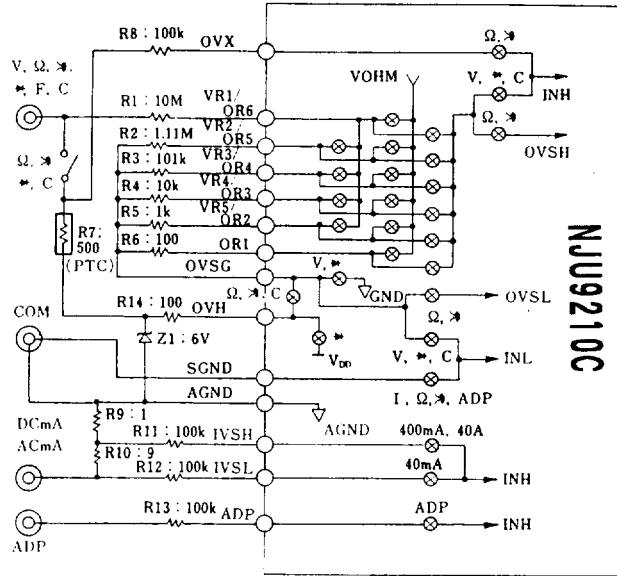 R8：100k
OVX
Ω, ⯮,
V, Ω,
F, C
VOHM
V, C
INH
R1：10M
VR1/
OR6
Ω,
OVSH
R2：1.11M
VR2/
OR5
R3：101k
VR3/
OR4
Ω,
C
R4：10k
VR4/
OR3
R5：1k
VR5/
OR2
R7：
500
(PTC)
R6：100
OR1
OVSG
V,
GND
OVSL
Ω, C
Ω,
R14：100
OVH
COM
Z1：6V
VDD
V, C
INL
SGND
I, Ω, ADP
AGND
AGND
R9：1
DCmA
ACmA
R11：100k
IVSH
400mA, 40A
R10：9
R12：100k
IVSL
40mA
INH
R13：100k
ADP
ADP
INH
ADP
NJU9210C